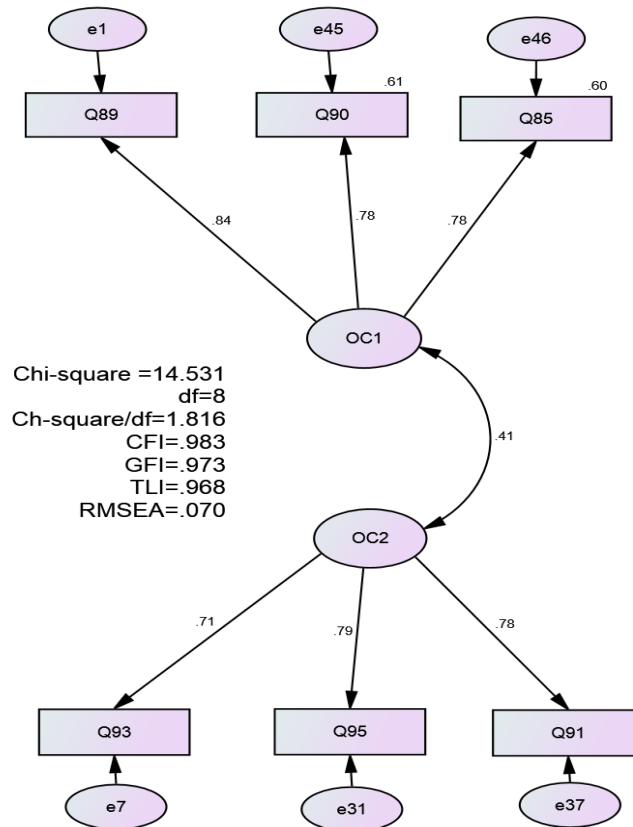 e1
e45
e46
.61
.60
Q89
Q90
Q85
.84
.78
.78
OC1
Chi-square =14.531
df=8
Ch-square/df=1.816
CFI=.983
GFI=.973
TLI=.968
RMSEA=.070
.41
OC2
.71
.79
.78
Q93
Q95
Q91
e7
e31
e37